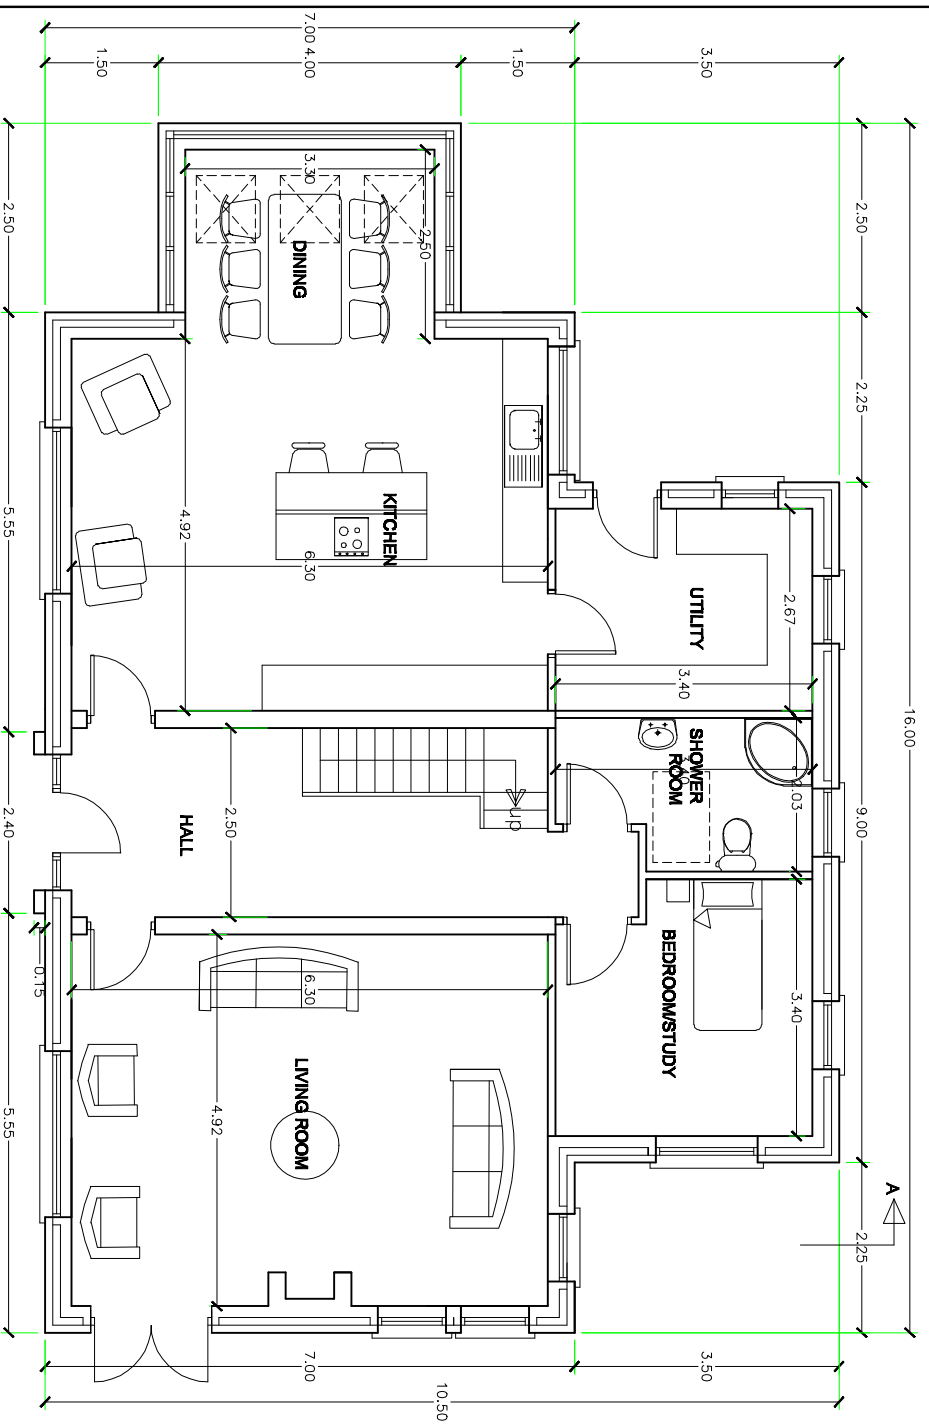 16.00
A
2.50 2.25 9.00 2.25
3.50 3.50
2.67 2.03 3.40
UTILITY
3.40
SHOWER
ROOM
BEDROOM/STUDY
1.50
up
10.50
2.50
KITCHEN
7.00 4.00
3.30
DINING
6.30
6.30
LIVING ROOM
7.00
2.50
4.92
4.92
HALL
1.50
0.15
2.50 5.55 2.40 5.55